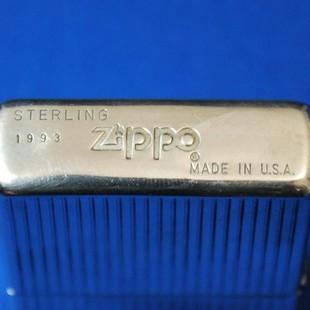 STERLING
1993
Zippo®
MADE IN U.S.A.